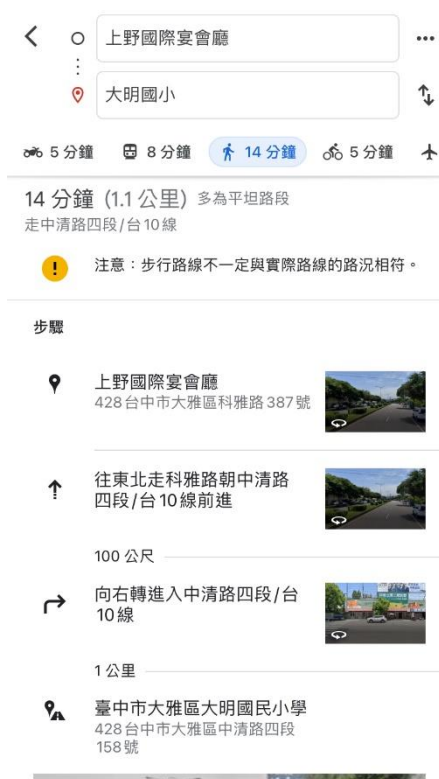 上野國際宴會廳
大明國小
5 分鐘 8 分鐘 14 分鐘 5 分鐘
14 分鐘 (1.1 公里) 多為平坦路段
走中清路四段/台10線
注意：步行路線不一定與實際路線的路況相符。
步驟
上野國際宴會廳
428台中市大雅區科雅路387號
往東北走科雅路朝中清路
四段/台10線前進
100 公尺
向右轉進入中清路四段/台
10線
1 公里
臺中市大雅區大明國民小學
428台中市大雅區中清路四段
158號